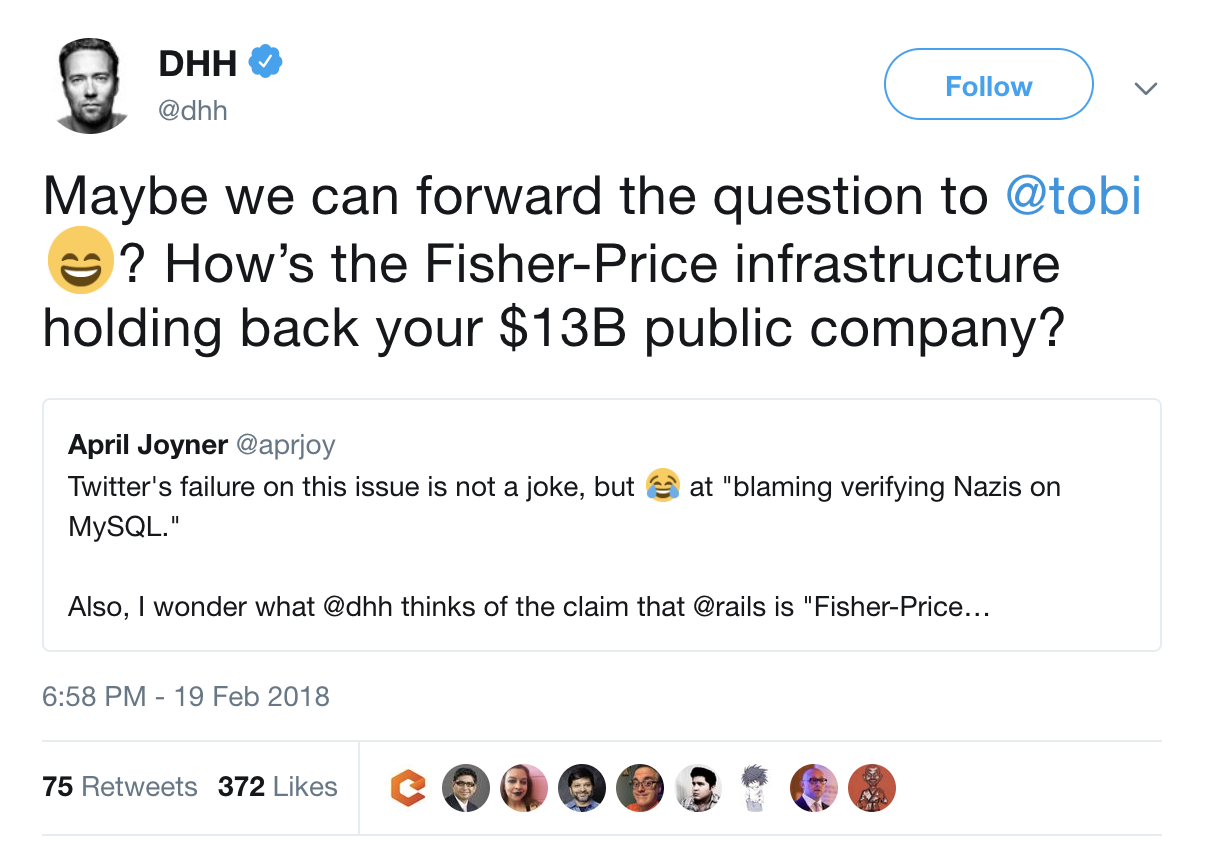 DHH
@dhh
Follow
Maybe we can forward the question to @tobi
😄? How’s the Fisher-Price infrastructure
holding back your $13B public company?
April Joyner @aprjoy
Twitter's failure on this issue is not a joke, but 😂 at "blaming verifying Nazis on
MySQL."
Also, I wonder what @dhh thinks of the claim that @rails is "Fisher-Price…
6:58 PM - 19 Feb 2018
75 Retweets 372 Likes